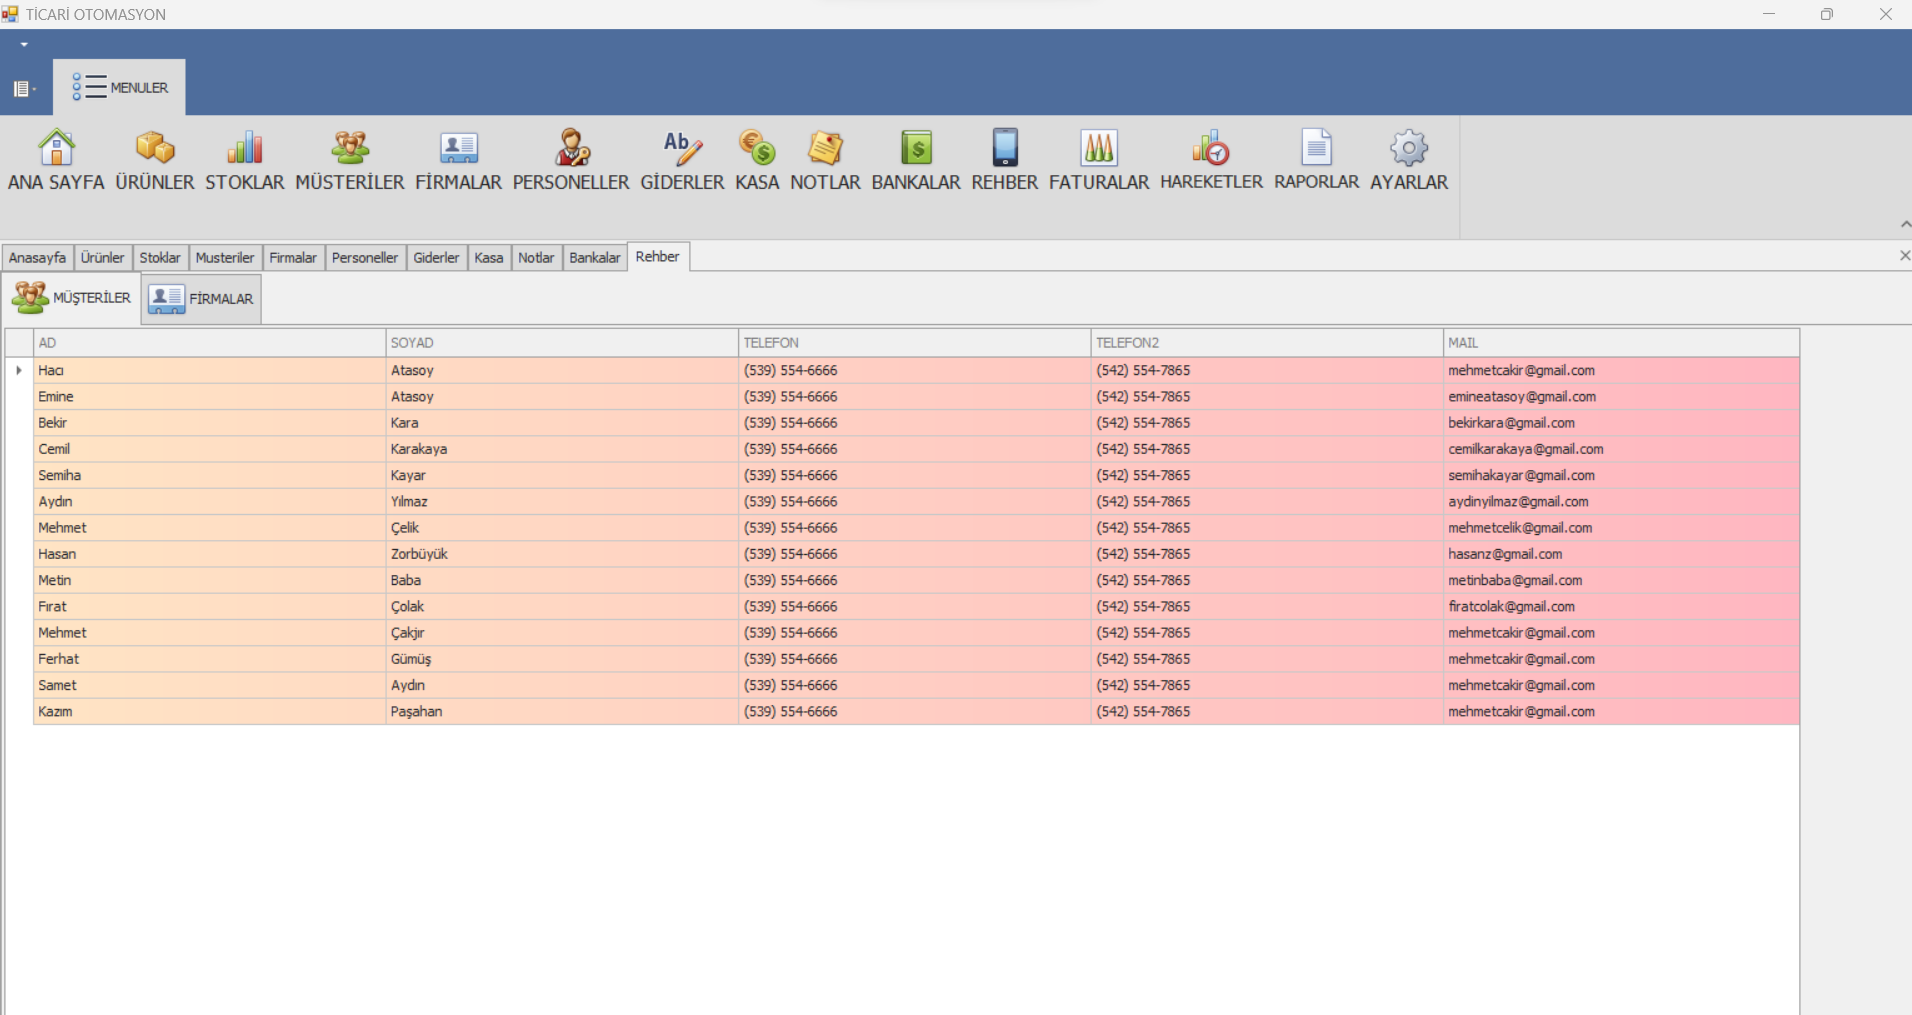 TİCARİ OTOMASYON
MENULER
ANA SAYFA ÜRÜNLER STOKLAR MÜSTERİLER FİRMALAR PERSONELLER GİDERLER KASA NOTLAR BANKALAR REHBER FATURALAR HAREKETLER RAPORLAR AYARLAR
Anasayfa Ürünler Stoklar Musteriler Firmalar Personeller Giderler Kasa Notlar Bankalar Rehber
MÜŞTERİLER FİRMALAR
AD SOYAD TELEFON TELEFON2 MAIL
Hacı Atasoy (539) 554-6666 (542) 554-7865 mehmetcakir@gmail.com
Emine Atasoy (539) 554-6666 (542) 554-7865 emineatasoy@gmail.com
Bekir Kara (539) 554-6666 (542) 554-7865 bekirkara@gmail.com
Cemil Karakaya (539) 554-6666 (542) 554-7865 cemilkarakaya@gmail.com
Semiha Kayar (539) 554-6666 (542) 554-7865 semihakayar@gmail.com
Aydın Yılmaz (539) 554-6666 (542) 554-7865 aydinyilmaz@gmail.com
Mehmet Çelik (539) 554-6666 (542) 554-7865 mehmetcelik@gmail.com
Hasan Zorbüyük (539) 554-6666 (542) 554-7865 hasanz@gmail.com
Metin Baba (539) 554-6666 (542) 554-7865 metinbaba@gmail.com
Fırat Çolak (539) 554-6666 (542) 554-7865 firatcolak@gmail.com
Mehmet Çakjır (539) 554-6666 (542) 554-7865 mehmetcakir@gmail.com
Ferhat Gümüş (539) 554-6666 (542) 554-7865 mehmetcakir@gmail.com
Samet Aydın (539) 554-6666 (542) 554-7865 mehmetcakir@gmail.com
Kazım Paşahan (539) 554-6666 (542) 554-7865 mehmetcakir@gmail.com